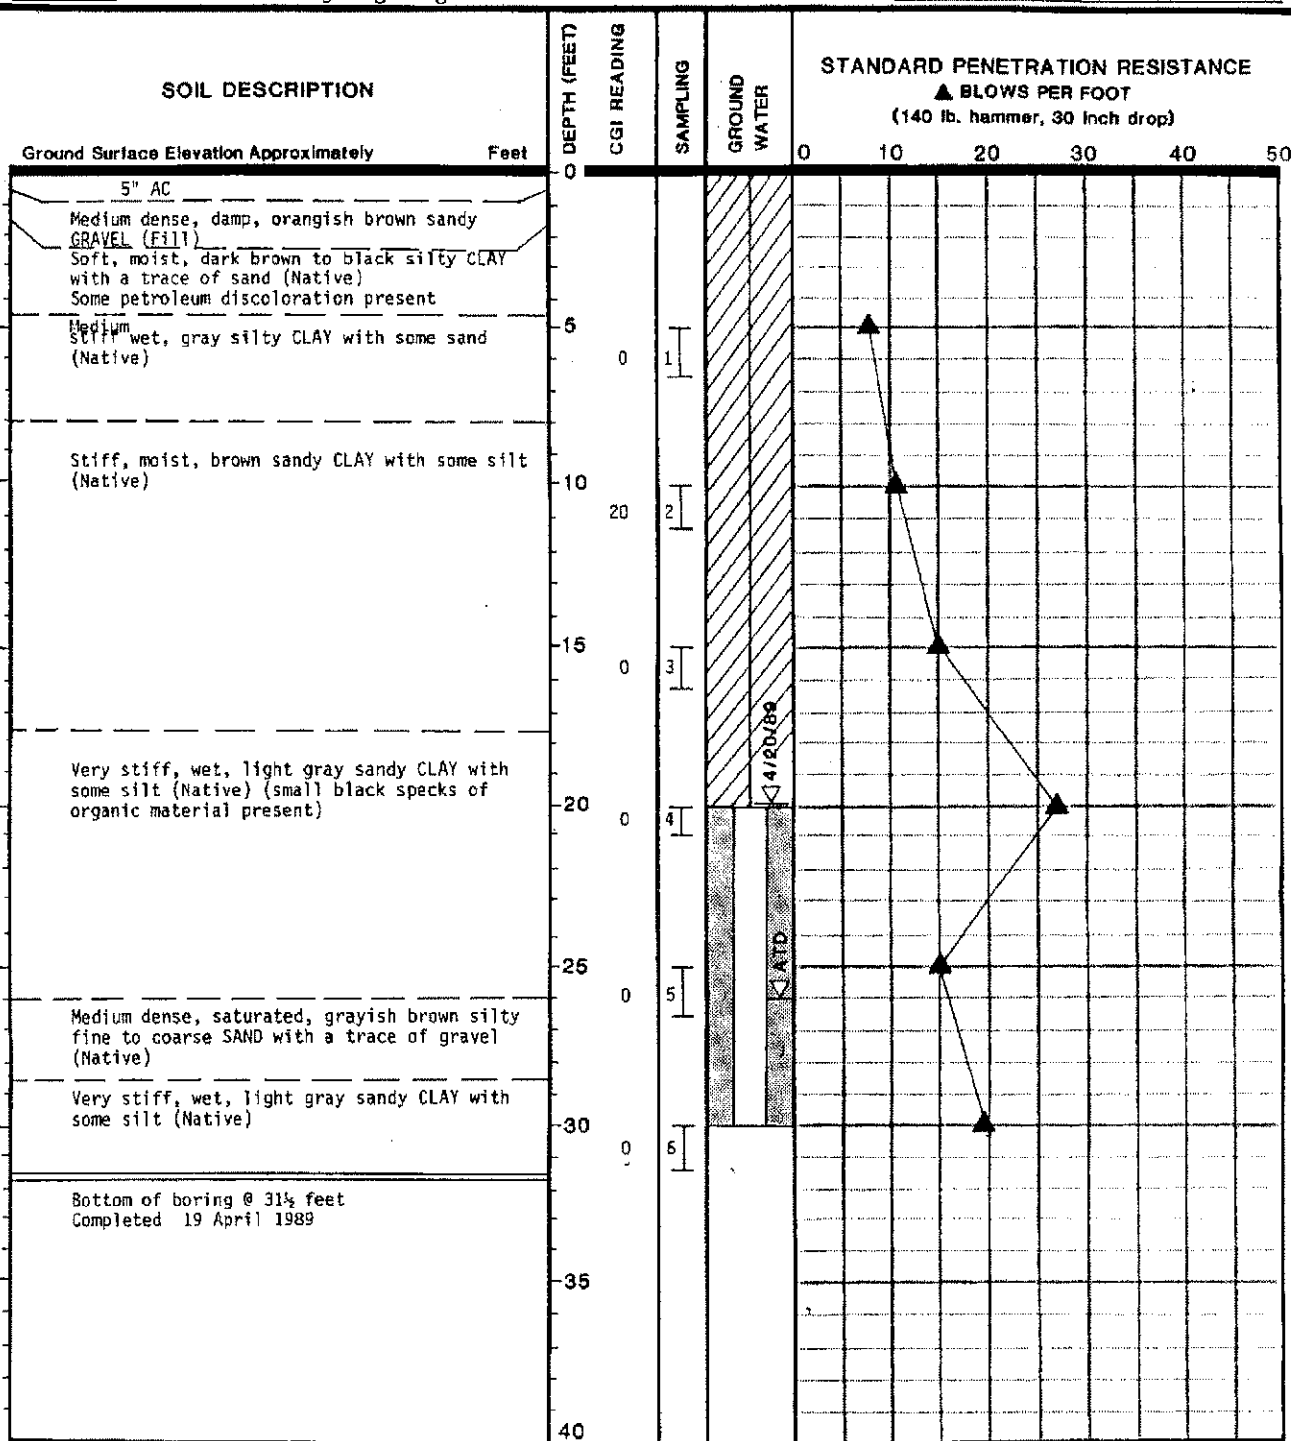 SOIL DESCRIPTION
Ground Surface Elevation Approximately Feet
DEPTH (FEET)
CGI READING
SAMPLING
GROUND
WATER
STANDARD PENETRATION RESISTANCE
▲ BLOWS PER FOOT
(140 lb. hammer, 30 inch drop)
0 10 20 30 40 50
0
5" AC
Medium dense, damp, orangish brown sandy
GRAVEL (Fill)
Soft, moist, dark brown to black silty CLAY
with a trace of sand (Native)
Some petroleum discoloration present
5
Medium
stiff wet, gray silty CLAY with some sand
(Native)
0 1
Stiff, moist, brown sandy CLAY with some silt
(Native)
10
20 2
15
0 3
4/20/89
Very stiff, wet, light gray sandy CLAY with
some silt (Native) (small black specks of
organic material present)
20
0 4
ATD
25
0 5
Medium dense, saturated, grayish brown silty
fine to coarse SAND with a trace of gravel
(Native)
Very stiff, wet, light gray sandy CLAY with
some silt (Native)
30
0 6
Bottom of boring @ 31½ feet
Completed 19 April 1989
35
40